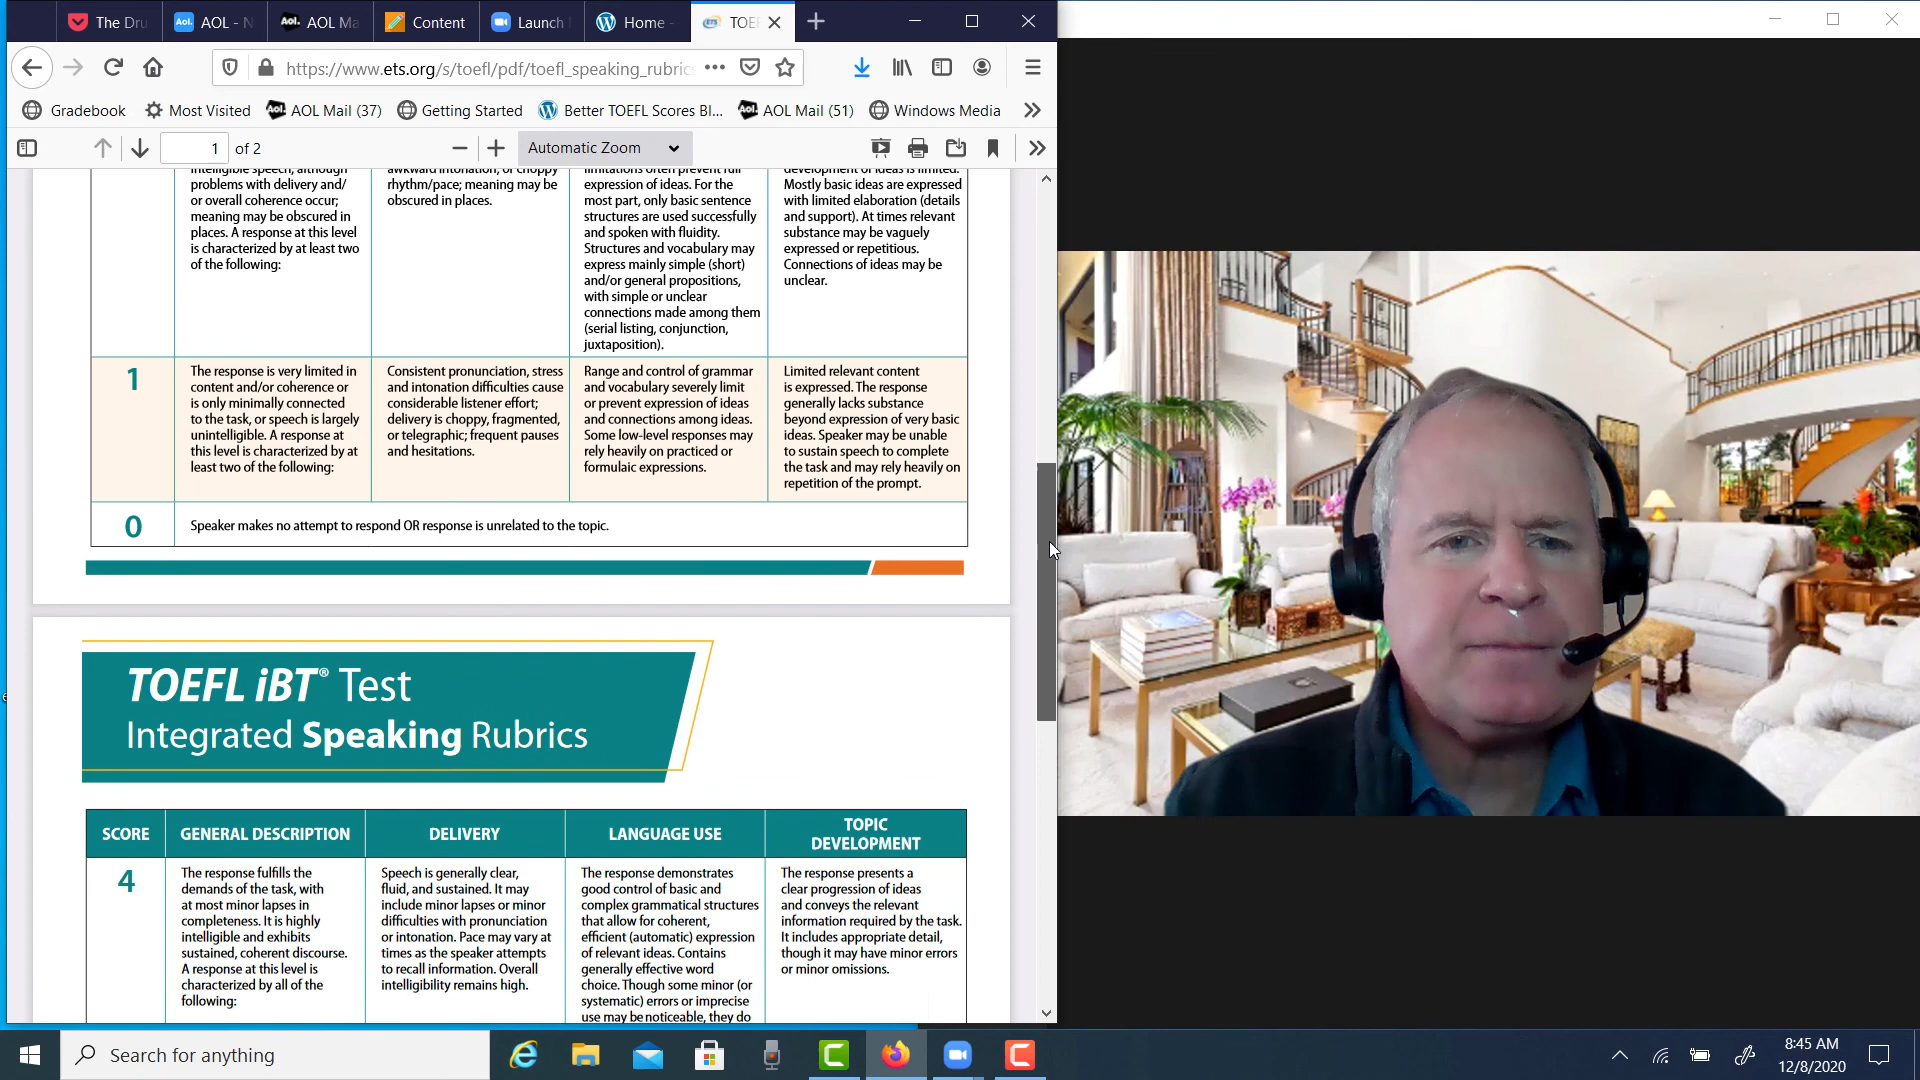 The Dru
AOL - N
AOL Ma
Content
Launch
Home -
TOEF
https://www.ets.org/s/toefl/pdf/toefl_speaking_rubrics
Gradebook
Most Visited
AOL Mail (37)
Getting Started
Better TOEFL Scores Bl...
AOL Mail (51)
Windows Media
1 of 2
Automatic Zoom
intelligible speech, although
problems with delivery and/
or overall coherence occur;
meaning may be obscured in
places. A response at this level
is characterized by at least two
of the following:
awkward intonation, or choppy
rhythm/pace; meaning may be
obscured in places.
limitations often prevent full
expression of ideas. For the
most part, only basic sentence
structures are used successfully
and spoken with fluidity.
Structures and vocabulary may
express mainly simple (short)
and/or general propositions,
with simple or unclear
connections made among them
(serial listing, conjunction,
juxtaposition).
development of ideas is limited.
Mostly basic ideas are expressed
with limited elaboration (details
and support). At times relevant
substance may be vaguely
expressed or repetitious.
Connections of ideas may be
unclear.
1
The response is very limited in
content and/or coherence or
is only minimally connected
to the task, or speech is largely
unintelligible. A response at
this level is characterized by at
least two of the following:
Consistent pronunciation, stress
and intonation difficulties cause
considerable listener effort;
delivery is choppy, fragmented,
or telegraphic; frequent pauses
and hesitations.
Range and control of grammar
and vocabulary severely limit
or prevent expression of ideas
and connections among ideas.
Some low-level responses may
rely heavily on practiced or
formulaic expressions.
Limited relevant content
is expressed. The response
generally lacks substance
beyond expression of very basic
ideas. Speaker may be unable
to sustain speech to complete
the task and may rely heavily on
repetition of the prompt.
0
Speaker makes no attempt to respond OR response is unrelated to the topic.
TOEFL iBT® Test
Integrated Speaking Rubrics
SCORE
GENERAL DESCRIPTION
DELIVERY
LANGUAGE USE
TOPIC
DEVELOPMENT
4
The response fulfills the
demands of the task, with
at most minor lapses in
completeness. It is highly
intelligible and exhibits
sustained, coherent discourse.
A response at this level is
characterized by all of the
following:
Speech is generally clear,
fluid, and sustained. It may
include minor lapses or minor
difficulties with pronunciation
or intonation. Pace may vary at
times as the speaker attempts
to recall information. Overall
intelligibility remains high.
The response demonstrates
good control of basic and
complex grammatical structures
that allow for coherent,
efficient (automatic) expression
of relevant ideas. Contains
generally effective word
choice. Though some minor (or
systematic) errors or imprecise
use may be noticeable, they do
The response presents a
clear progression of ideas
and conveys the relevant
information required by the task.
It includes appropriate detail,
though it may have minor errors
or minor omissions.
Search for anything
8:45 AM
12/8/2020